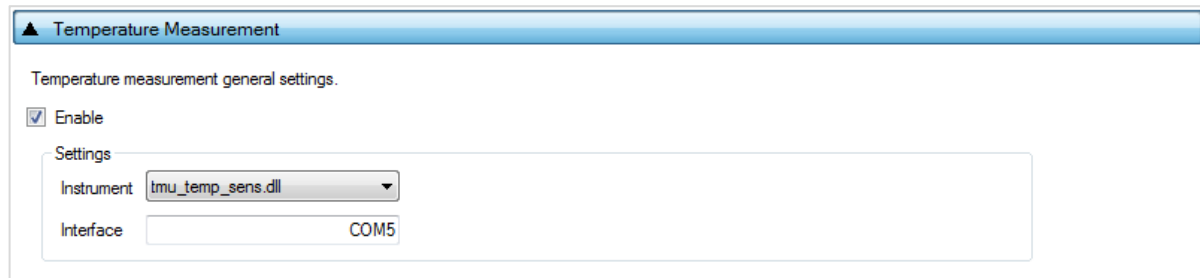 Temperature Measurement
Temperature measurement general settings.
Enable
Settings
Instrument tmu_temp_sens.dll
Interface COM5